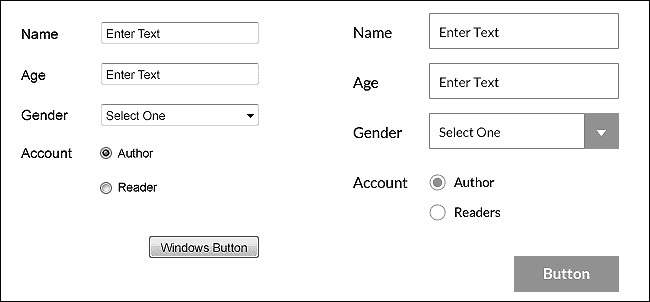 Name
Enter Text
Age
Enter Text
Gender
Select One
Account
Author
Reader
Windows Button
Name
Enter Text
Age
Enter Text
Gender
Select One
Account
Author
Readers
Button